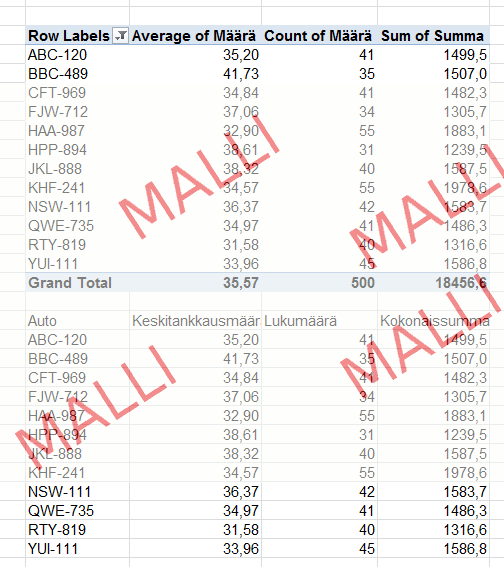 Row Labels Average of Määrä Count of Määrä Sum of Summa
ABC-120 35,20 41 1499,5
BBC-489 41,73 35 1507,0
CFT-969 34,84 41 1482,3
FJW-712 37,06 34 1305,7
HAA-987 32,90 55 1883,1
HPP-894 38,61 31 1239,5
JKL-888 38,32 40 1587,5
KHF-241 34,57 55 1978,6
NSW-111 36,37 42 1583,7
QWE-735 34,97 41 1486,3
RTY-819 31,58 40 1316,6
YUI-111 33,96 45 1586,8
Grand Total 35,57 500 18456,6
MALLI
MALLI
Auto Keskitankkausmäär Lukumäärä Kokonaissumma
ABC-120 35,20 41 1499,5
BBC-489 41,73 35 1507,0
CFT-969 34,84 41 1482,3
FJW-712 37,06 34 1305,7
HAA-987 32,90 55 1883,1
HPP-894 38,61 31 1239,5
JKL-888 38,32 40 1587,5
KHF-241 34,57 55 1978,6
NSW-111 36,37 42 1583,7
QWE-735 34,97 41 1486,3
RTY-819 31,58 40 1316,6
YUI-111 33,96 45 1586,8
MALLI
MALLI